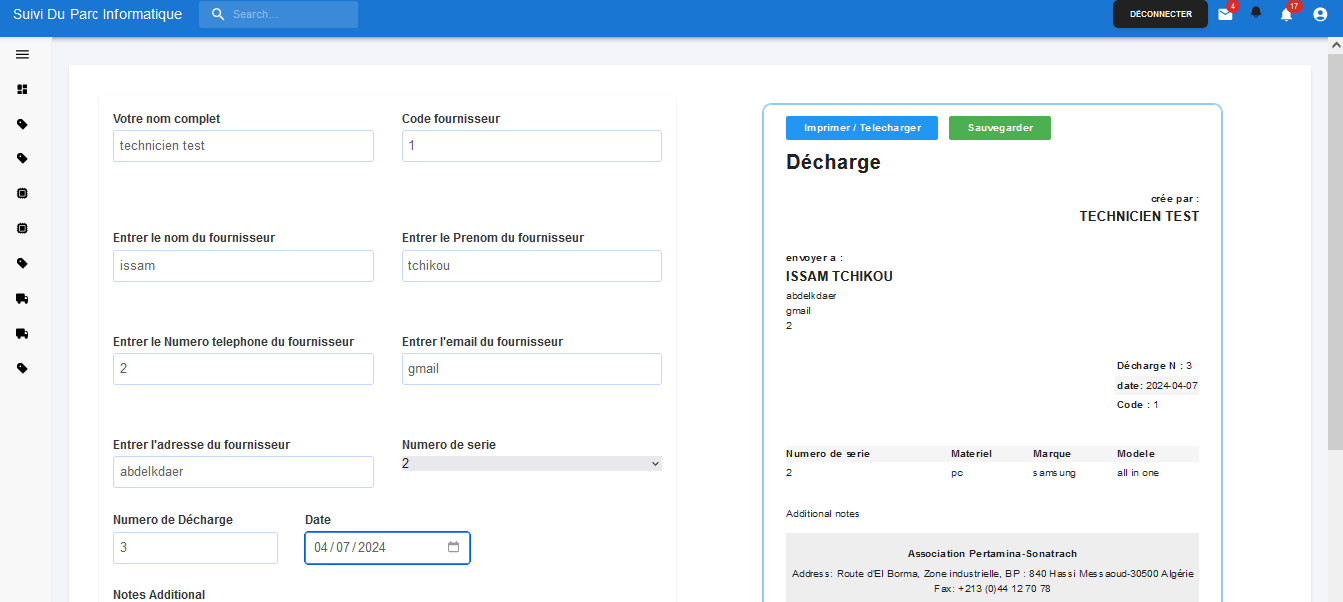 Suivi Du Parc Informatique
Search...
DÉCONNECTER
4
17
Votre nom complet
technicien test
Code fournisseur
1
Entrer le nom du fournisseur
issam
Entrer le Prenom du fournisseur
tchikou
Entrer le Numero telephone du fournisseur
2
Entrer l'email du fournisseur
gmail
Entrer l'adresse du fournisseur
abdelkdaer
Numero de serie
2
Numero de Décharge
3
Date
04/07/2024
Notes Additional
Imprimer / Telecharger
Sauvegarder
Décharge
crée par :
TECHNICIEN TEST
envoyer a :
ISSAM TCHIKOU
abdelkdaer
gmail
2
Décharge N : 3
date: 2024-04-07
Code : 1
Numero de serie Materiel Marque Modele
2 pc samsung all in one
Additional notes
Association Pertamina-Sonatrach
Address: Route d'El Borma, Zone industrielle, BP : 840 Hassi Messaoud-30500 Algérie
Fax: +213 (0)44 12 70 78